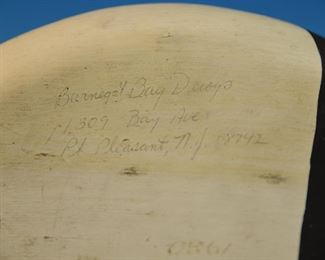 Barnegat Bay Decoys
1309 Bay Ave
Pt. Pleasant, N.J. 08742